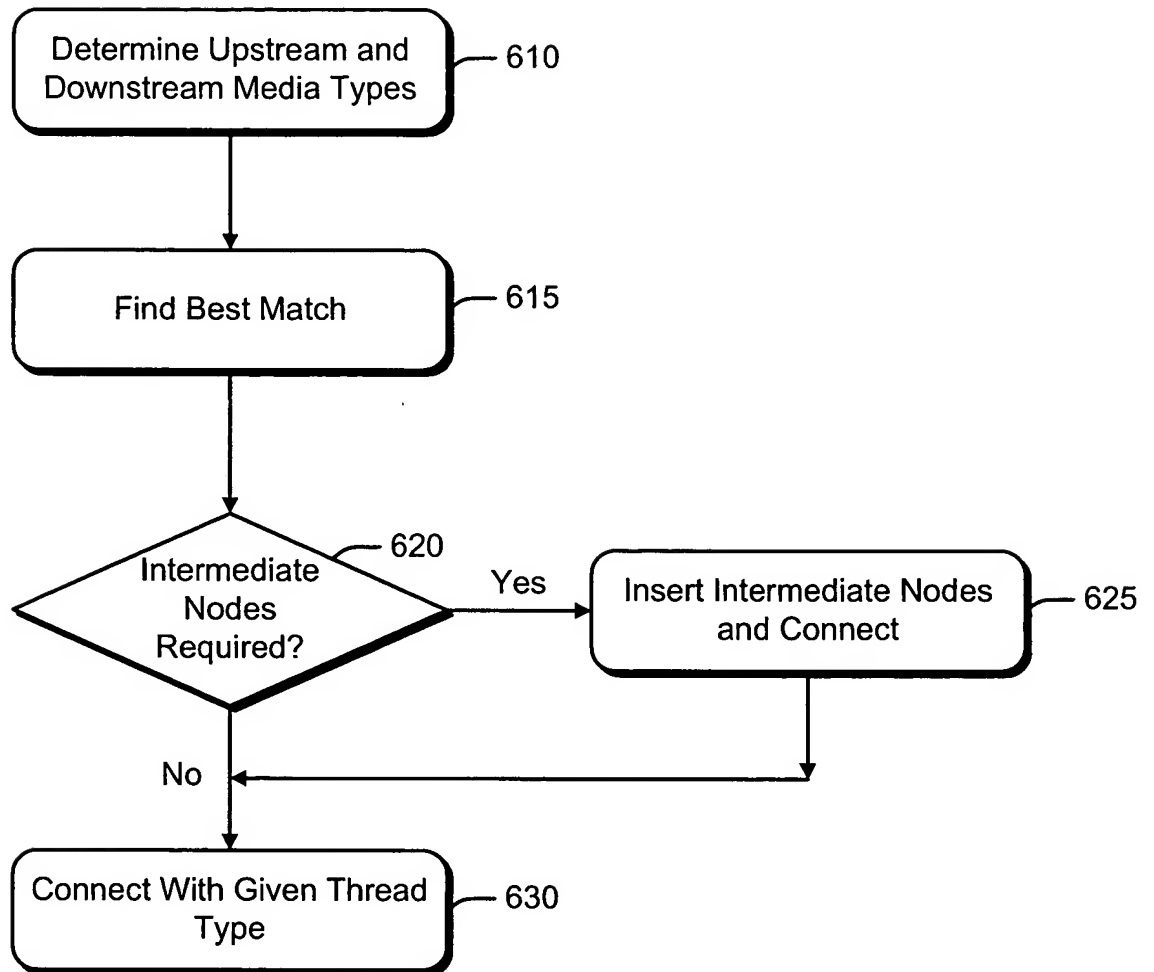 Determine Upstream and
Downstream Media Types
610
Find Best Match
615
620
Intermediate
Nodes
Required?
Yes
Insert Intermediate Nodes
and Connect
625
No
Connect With Given Thread
Type
630